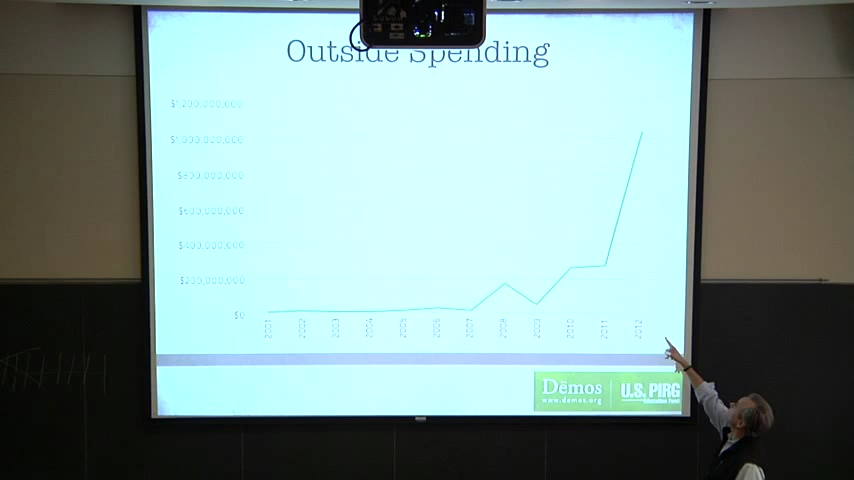 Outside Spending
$1,200,000,000
$1,000,000,000
$800,000,000
$600,000,000
$400,000,000
$200,000,000
$0
2001 2002 2003 2004 2005 2006 2007 2008 2009 2010 2011 2012
Dēmos
www.demos.org
U.S. PIRG
Education Fund